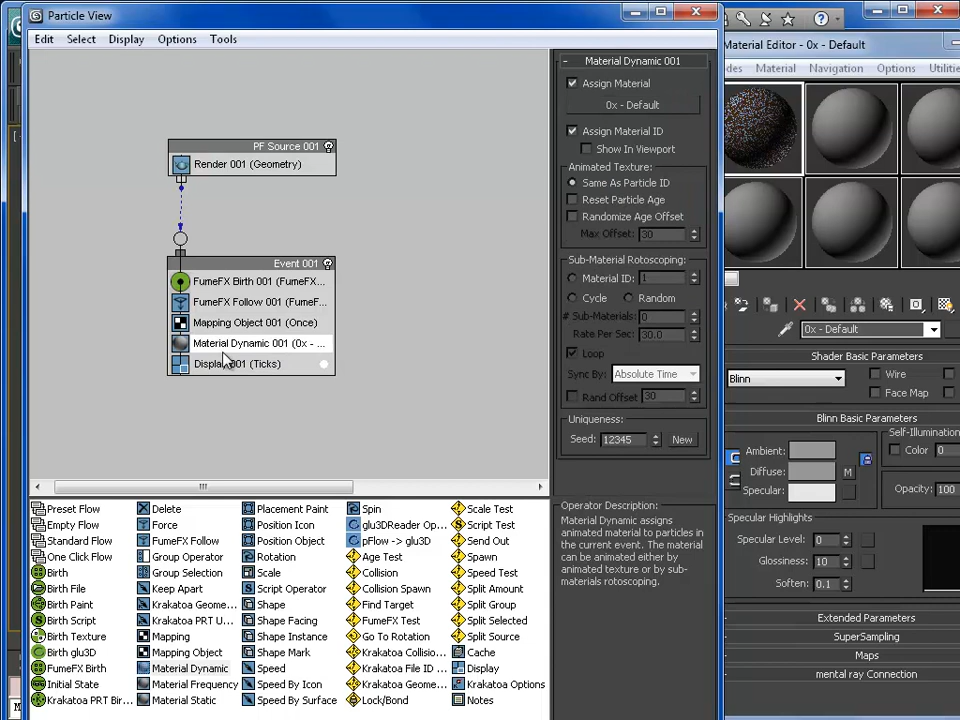 Particle View
Edit Select Display Options Tools
PF Source 001
Render 001 (Geometry)
Event 001
FumeFX Birth 001 (FumeFX...
FumeFX Follow 001 (FumeF...
Mapping Object 001 (Once)
Material Dynamic 001 (0x - ...
Display 001 (Ticks)
- Material Dynamic 001
Assign Material
0x - Default
Assign Material ID
Show In Viewport
Animated Texture:
Same As Particle ID
Reset Particle Age
Randomize Age Offset
Max Offset: 30
Sub-Material Rotoscoping:
Material ID: 1
Cycle Random
# Sub-Materials: 0
Rate Per Sec: 30.0
Loop
Sync By: Absolute Time
Rand Offset 30
Uniqueness:
Seed: 12345 New
Operator Description:
Material Dynamic assigns
animated material to particles in
the current event. The material
can be animated either by
animated texture or by sub-
materials rotoscoping.
Preset Flow
Empty Flow
Standard Flow
One Click Flow
Birth
Birth File
Birth Paint
Birth Script
Birth Texture
Birth glu3D
FumeFX Birth
Initial State
Krakatoa PRT Bir...
Delete
Force
FumeFX Follow
Group Operator
Group Selection
Keep Apart
Krakatoa Geome...
Krakatoa PRT U...
Mapping
Mapping Object
Material Dynamic
Material Frequency
Material Static
Placement Paint
Position Icon
Position Object
Rotation
Scale
Script Operator
Shape
Shape Facing
Shape Instance
Shape Mark
Speed
Speed By Icon
Speed By Surface
Spin
glu3DReader Op...
pFlow -> glu3D
Age Test
Collision
Collision Spawn
Find Target
FumeFX Test
Go To Rotation
Krakatoa Collisio...
Krakatoa File ID ...
Krakatoa Geome...
Lock/Bond
Scale Test
Script Test
Send Out
Spawn
Speed Test
Split Amount
Split Group
Split Selected
Split Source
Cache
Display
Krakatoa Options
Notes
Material Editor - 0x - Default
des Material Navigation Options Utilitie
0x - Default
Shader Basic Parameters
Blinn
Wire
Face Map
Blinn Basic Parameters
Self-Illumination
Ambient:
Color 0
Diffuse: M
Specular:
Opacity: 100
Specular Highlights
Specular Level: 0
Glossiness: 10
Soften: 0.1
Extended Parameters
SuperSampling
Maps
mental ray Connection